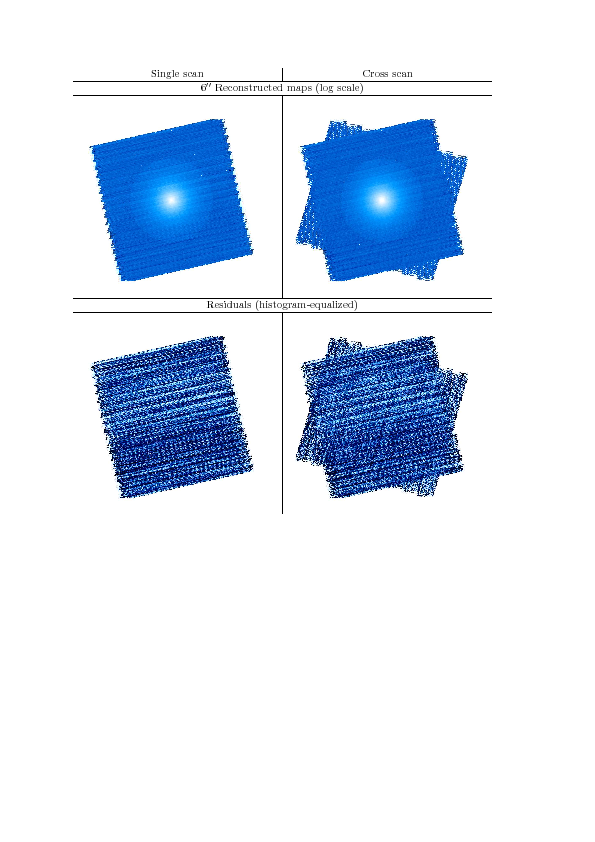 Single scan
Cross scan
6″ Reconstructed maps (log scale)
Residuals (histogram-equalized)